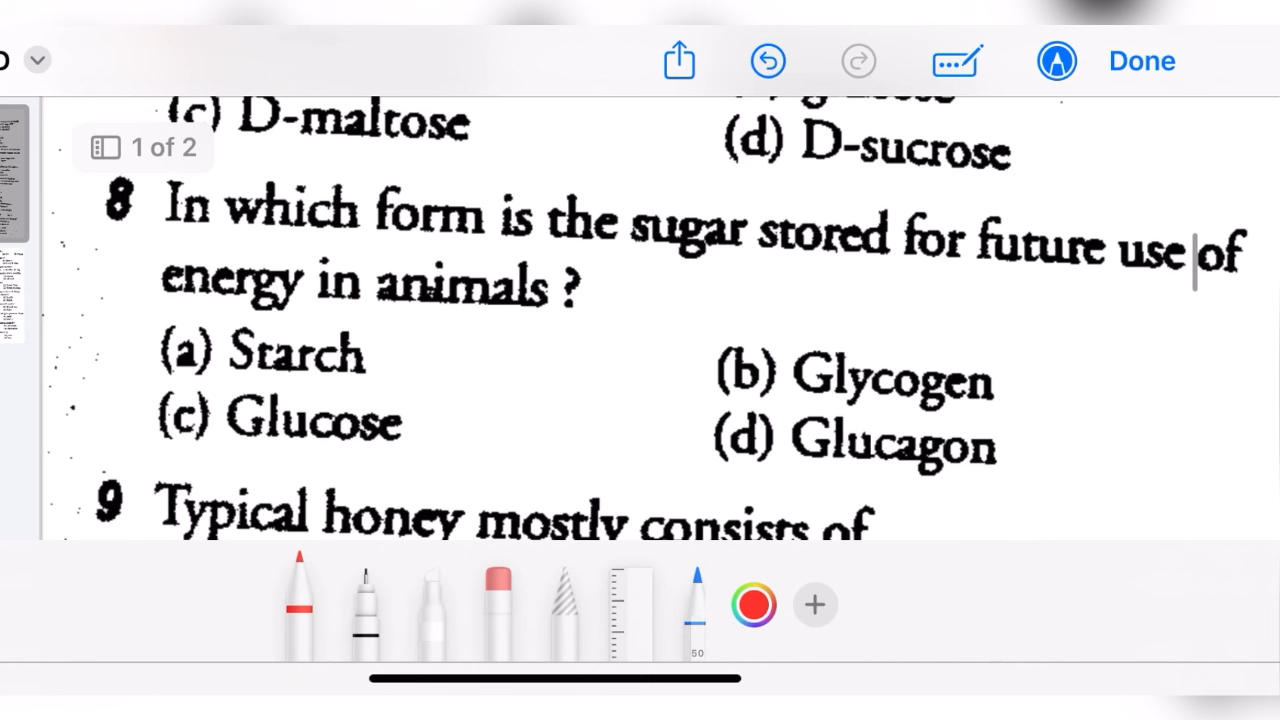 Done
1 of 2
(c) D-maltose
(d) D-sucrose
8 In which form is the sugar stored for future use of
energy in animals ?
(a) Starch
(b) Glycogen
(c) Glucose
(d) Glucagon
9 Typical honey mostly consists of
50